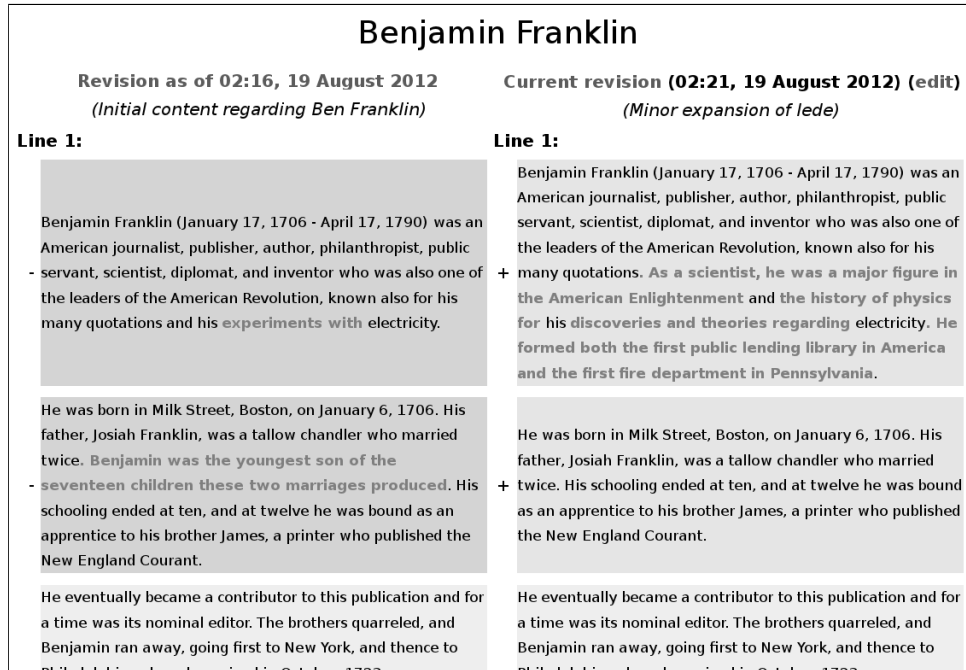 Benjamin Franklin
Revision as of 02:16, 19 August 2012
(Initial content regarding Ben Franklin)
Line 1:
Benjamin Franklin (January 17, 1706 - April 17, 1790) was an
American journalist, publisher, author, philanthropist, public
- servant, scientist, diplomat, and inventor who was also one of
the leaders of the American Revolution, known also for his
many quotations and his experiments with electricity.
He was born in Milk Street, Boston, on January 6, 1706. His
father, Josiah Franklin, was a tallow chandler who married
twice. Benjamin was the youngest son of the
- seventeen children these two marriages produced. His
schooling ended at ten, and at twelve he was bound as an
apprentice to his brother James, a printer who published the
New England Courant.
He eventually became a contributor to this publication and for
a time was its nominal editor. The brothers quarreled, and
Benjamin ran away, going first to New York, and thence to
Current revision (02:21, 19 August 2012) (edit)
(Minor expansion of lede)
Line 1:
Benjamin Franklin (January 17, 1706 - April 17, 1790) was an
American journalist, publisher, author, philanthropist, public
servant, scientist, diplomat, and inventor who was also one of
the leaders of the American Revolution, known also for his
+ many quotations. As a scientist, he was a major figure in
the American Enlightenment and the history of physics
for his discoveries and theories regarding electricity. He
formed both the first public lending library in America
and the first fire department in Pennsylvania.
He was born in Milk Street, Boston, on January 6, 1706. His
father, Josiah Franklin, was a tallow chandler who married
+ twice. His schooling ended at ten, and at twelve he was bound
as an apprentice to his brother James, a printer who published
the New England Courant.
He eventually became a contributor to this publication and for
a time was its nominal editor. The brothers quarreled, and
Benjamin ran away, going first to New York, and thence to